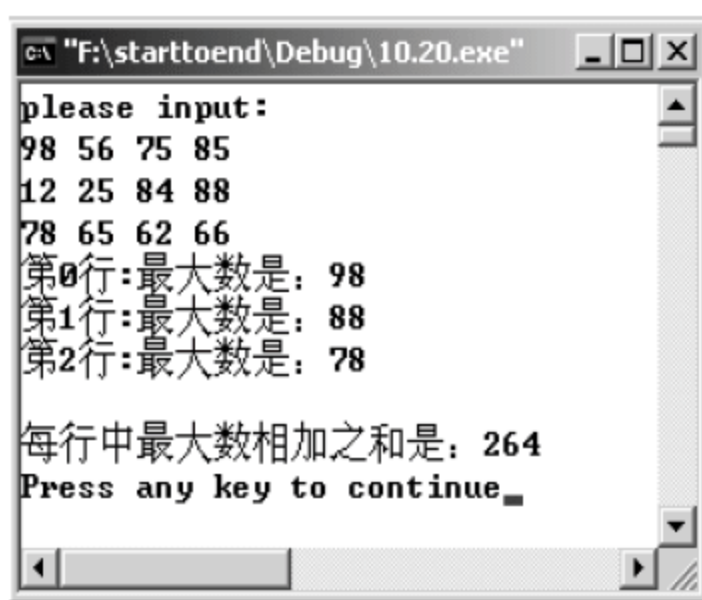 "F:\starttoend\Debug\10.20.exe"
please input:
98 56 75 85
12 25 84 88
78 65 62 66
第0行:最大数是：98
第1行:最大数是：88
第2行:最大数是：78
每行中最大数相加之和是：264
Press any key to continue